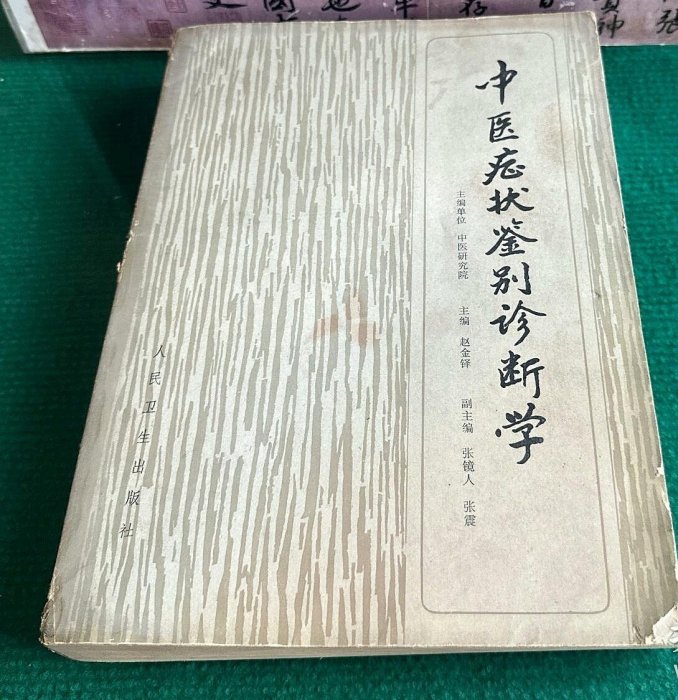 中医症状鉴别诊断学
主编单位 中医研究院 主编 赵金铎 副主编 张镜人 张震
人民卫生出版社